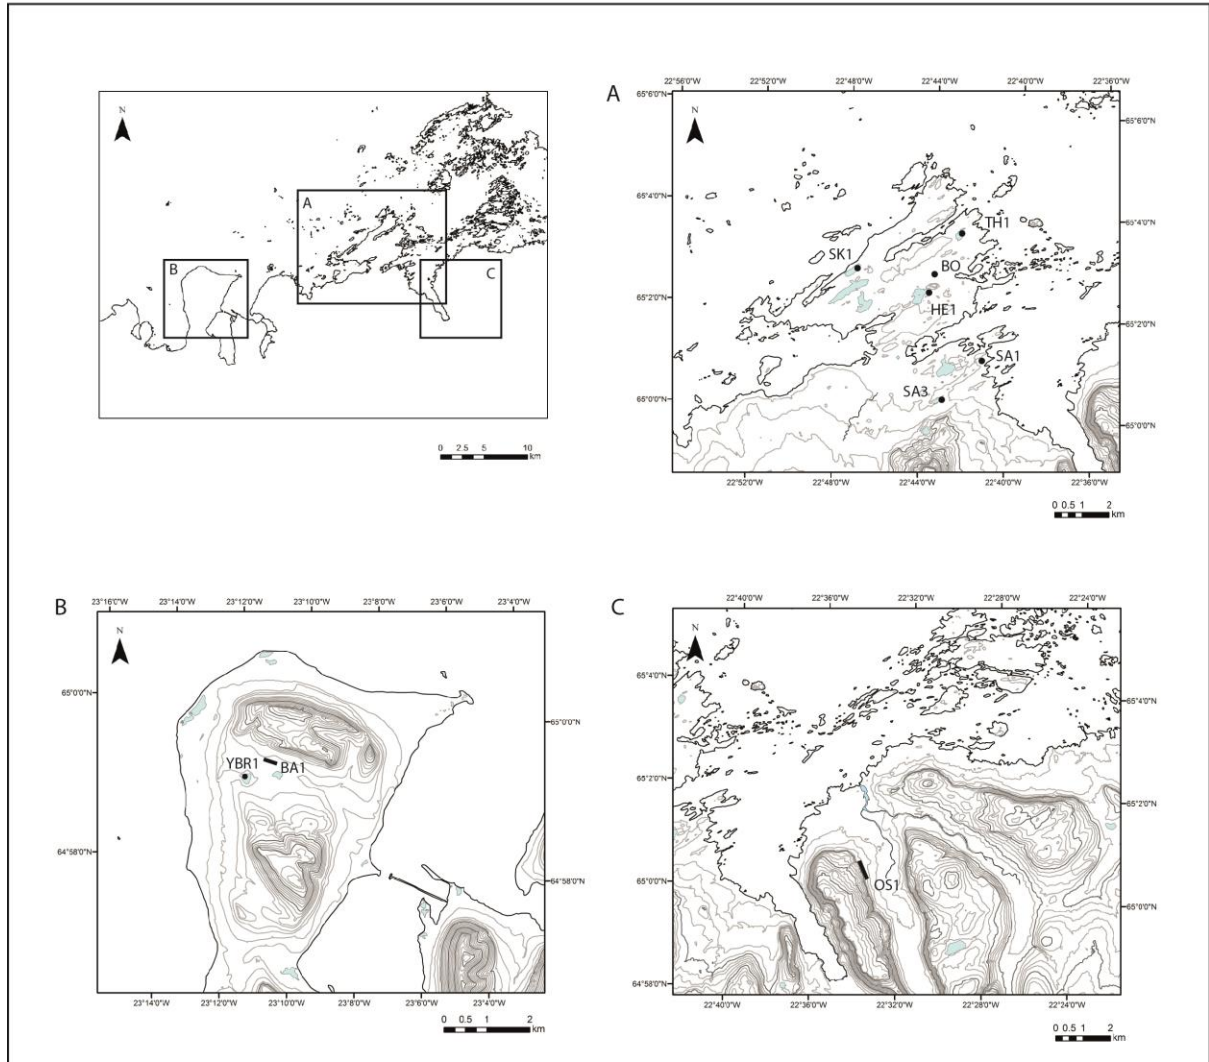 N
A
B
C
0 2.5 5 10
km
A
22°56'0"W 22°52'0"W 22°48'0"W 22°44'0"W 22°40'0"W 22°36'0"W
65°6'0"N
N
65°6'0"N
65°4'0"N
65°4'0"N
TH1
SK1
BO
65°2'0"N
HE1
65°2'0"N
SA1
SA3
65°0'0"N
65°0'0"N
22°52'0"W 22°48'0"W 22°44'0"W 22°40'0"W 22°36'0"W
0 0.5 1 2
km
B
23°16'0"W 23°14'0"W 23°12'0"W 23°10'0"W 23°8'0"W 23°6'0"W 23°4'0"W
N
65°0'0"N
65°0'0"N
YBR1
BA1
64°58'0"N
64°58'0"N
23°14'0"W 23°12'0"W 23°10'0"W 23°8'0"W 23°6'0"W 23°4'0"W
0 0.5 1 2
km
C
22°40'0"W 22°36'0"W 22°32'0"W 22°28'0"W 22°24'0"W
N
65°4'0"N
65°4'0"N
65°2'0"N
65°2'0"N
65°0'0"N
OS1
65°0'0"N
64°58'0"N
22°40'0"W 22°36'0"W 22°32'0"W 22°28'0"W 22°24'0"W
0 0.5 1 2
km